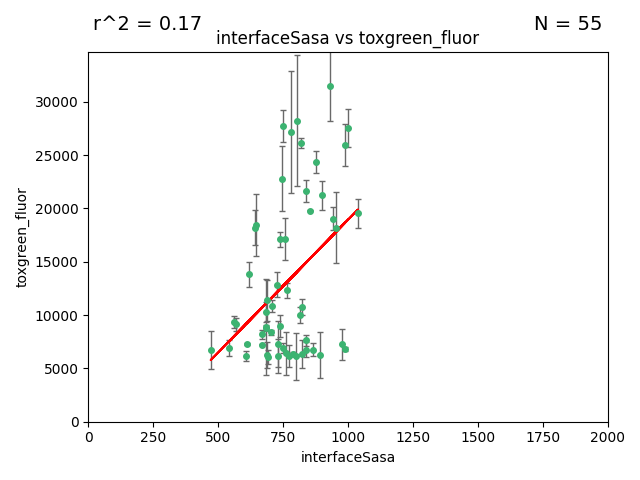 r^2 = 0.17
N = 55
interfaceSasa vs toxgreen_fluor
30000
25000
20000
15000
10000
5000
0
toxgreen_fluor
0 250 500 750 1000 1250 1500 1750 2000
interfaceSasa